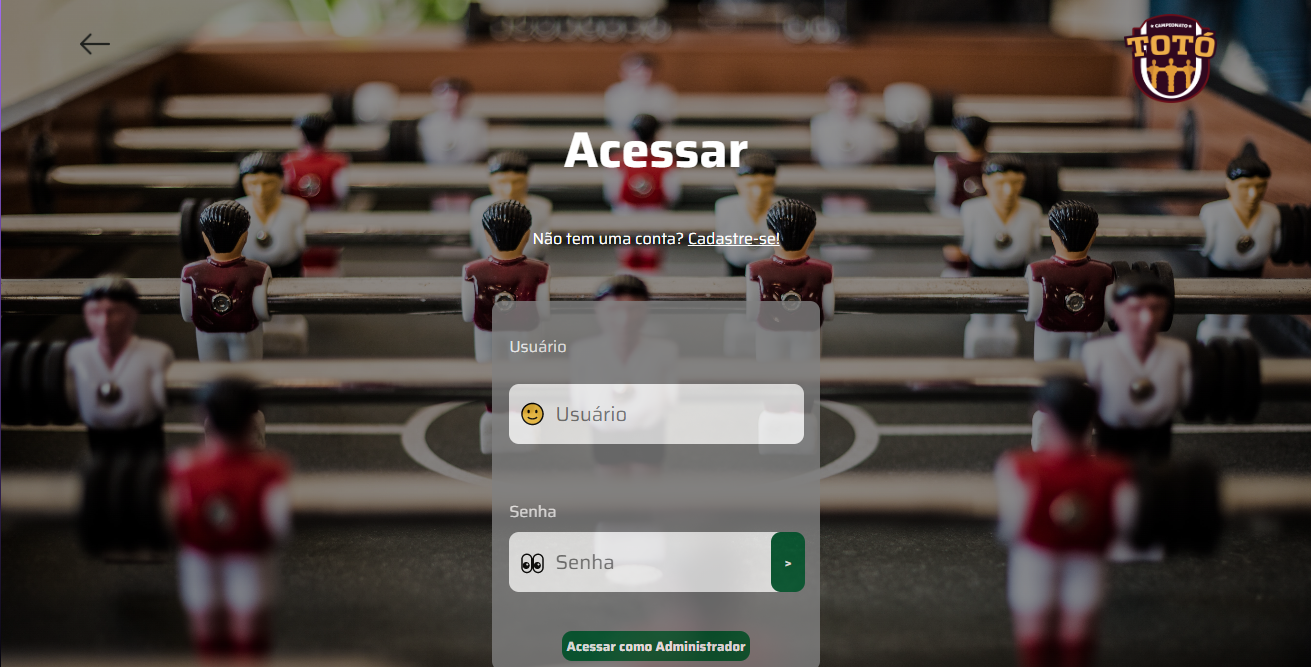 CAMPEONATO
TOTÓ
Acessar
Não tem uma conta? Cadastre-se!
Usuário
Usuário
Senha
Senha
>
Acessar como Administrador